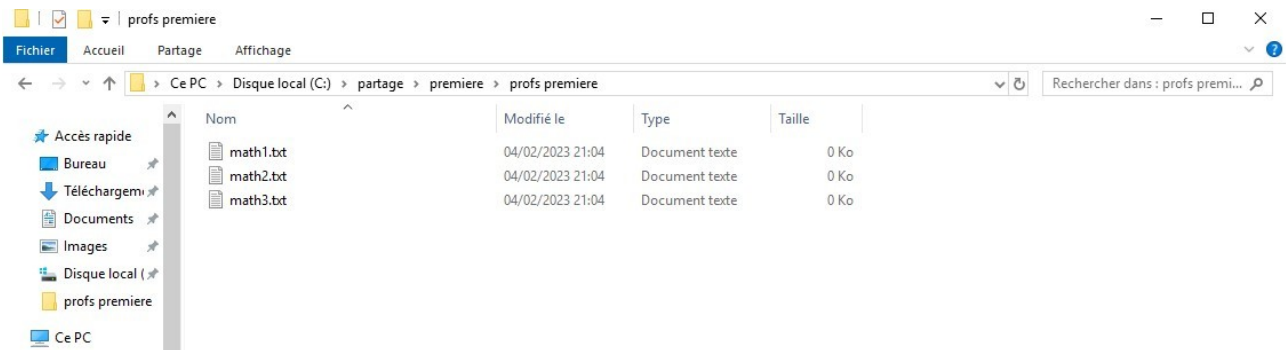 profs premiere
Fichier Accueil Partage Affichage
Ce PC > Disque local (C:) > partage > premiere > profs premiere
Rechercher dans : profs premi...
Nom Modifié le Type Taille
Accès rapide
Bureau
Téléchargem
Documents
Images
Disque local (
profs premiere
Ce PC
math1.txt 04/02/2023 21:04 Document texte 0 Ko
math2.txt 04/02/2023 21:04 Document texte 0 Ko
math3.txt 04/02/2023 21:04 Document texte 0 Ko